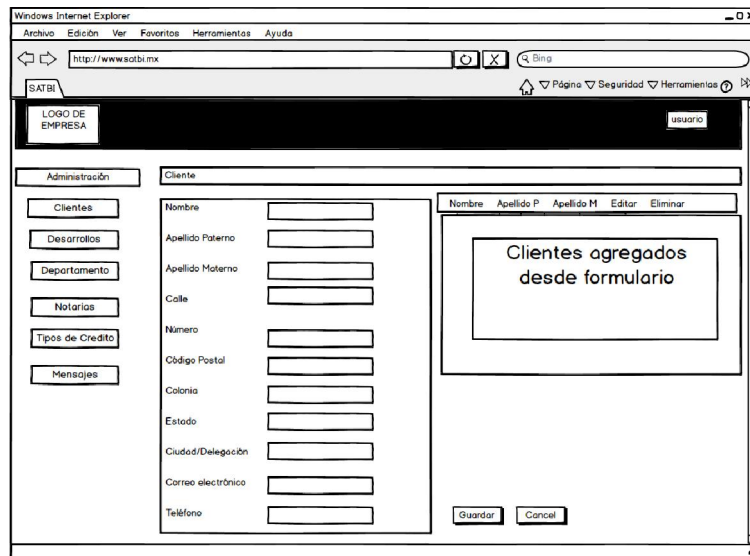 Windows Internet Explorer
Archivo Edición Ver Favoritos Herramientas Ayuda
http://www.satbi.mx
Bing
SATBI
Página Seguridad Herramientas
LOGO DE
EMPRESA
usuario
Administración
Cliente
Clientes
Desarrollos
Departamento
Notarias
Tipos de Credito
Mensajes
Nombre
Apellido Paterno
Apellido Materno
Calle
Número
Código Postal
Colonia
Estado
Ciudad/Delegación
Correo electrónico
Teléfono
Nombre Apellido P Apellido M Editar Eliminar
Clientes agregados
desde formulario
Guardar Cancel